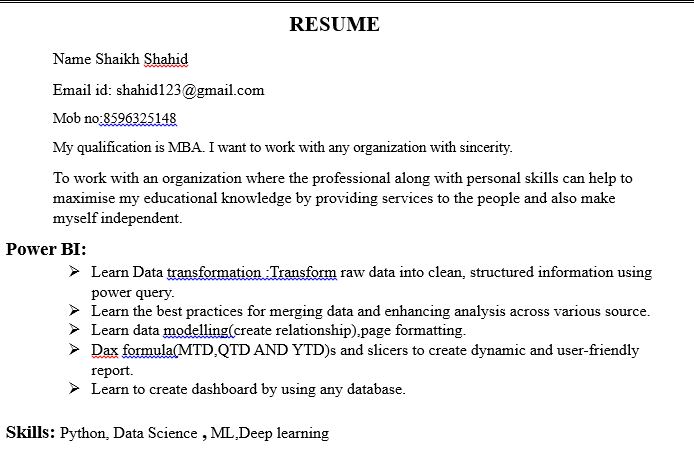 RESUME
Name Shaikh Shahid
Email id: shahid123@gmail.com
Mob no:8596325148
My qualification is MBA. I want to work with any organization with sincerity.
To work with an organization where the professional along with personal skills can help to
maximise my educational knowledge by providing services to the people and also make
myself independent.
Power BI:
➤ Learn Data transformation :Transform raw data into clean, structured information using
power query.
➤ Learn the best practices for merging data and enhancing analysis across various source.
➤ Learn data modelling(create relationship),page formatting.
➤ Dax formula(MTD,QTD AND YTD)s and slicers to create dynamic and user-friendly
report.
➤ Learn to create dashboard by using any database.
Skills: Python, Data Science , ML,Deep learning